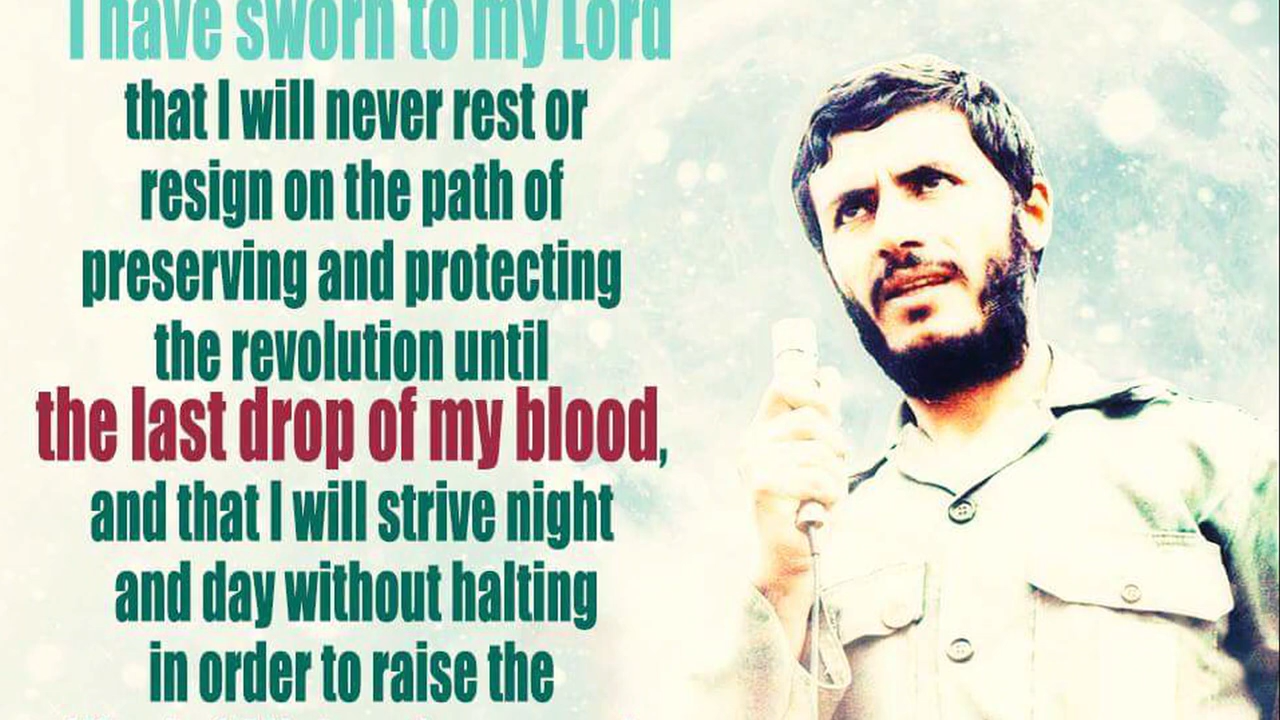 I have sworn to my Lord
that I will never rest or
resign on the path of
preserving and protecting
the revolution until
the last drop of my blood,
and that I will strive night
and day without halting
in order to raise the